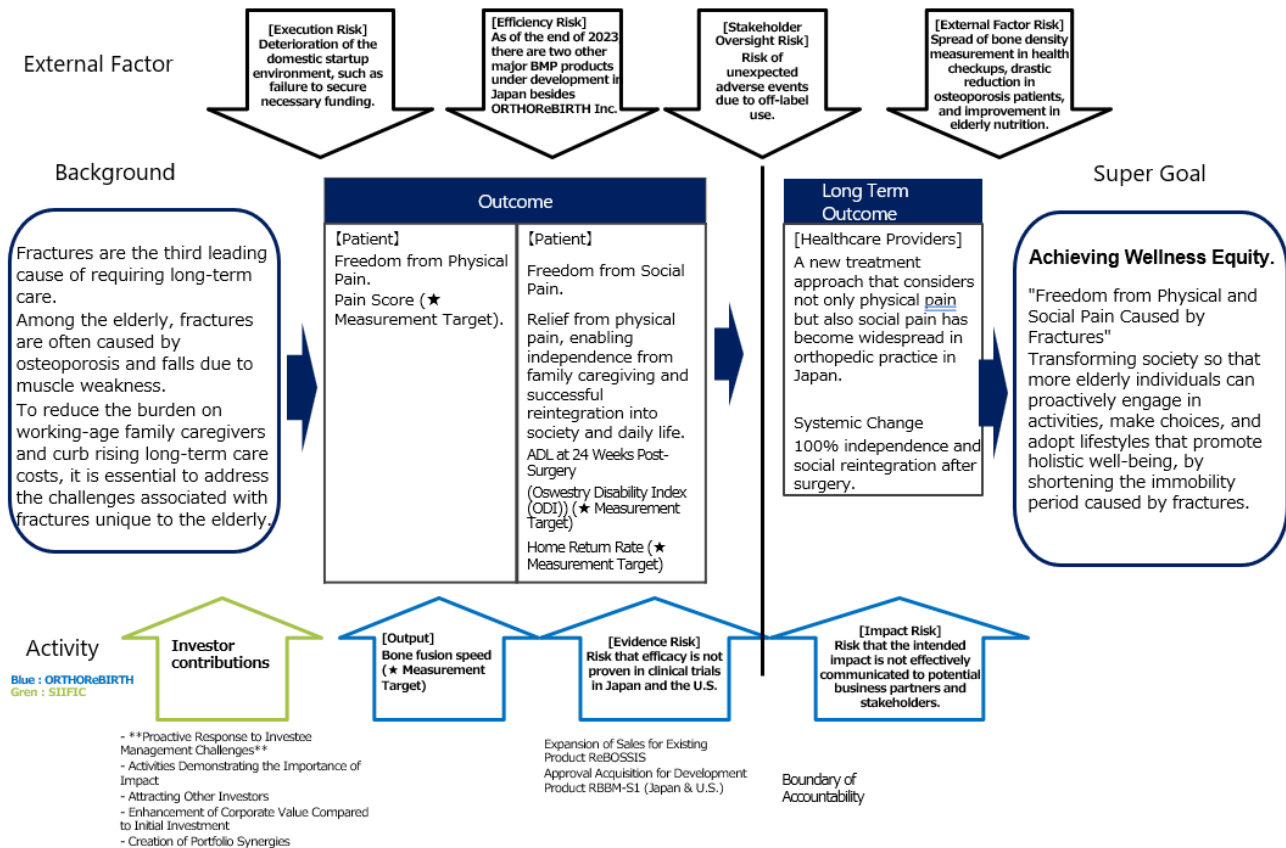 External Factor
[Execution Risk]
Deterioration of the
domestic startup
environment, such as
failure to secure
necessary funding.
[Efficiency Risk]
As of the end of 2023,
there are two other
major BMP products
under development in
Japan besides
ORTHOReBIRTH Inc.
[Stakeholder
Oversight Risk]
Risk of
unexpected
adverse events
due to off-label
use.
[External Factor Risk]
Spread of bone density
measurement in health
checkups, drastic
reduction in
osteoporosis patients,
and improvement in
elderly nutrition.
Background
Fractures are the third leading
cause of requiring long-term
care.
Among the elderly, fractures
are often caused by
osteoporosis and falls due to
muscle weakness.
To reduce the burden on
working-age family caregivers
and curb rising long-term care
costs, it is essential to address
the challenges associated with
fractures unique to the elderly.
Outcome
【Patient】
Freedom from Physical
Pain.
Pain Score (★
Measurement Target).
【Patient】
Freedom from Social
Pain.
Relief from physical
pain, enabling
independence from
family caregiving and
successful
reintegration into
society and daily life.
ADL at 24 Weeks Post-
Surgery
(Oswestry Disability Index
(ODI)) (★ Measurement
Target)
Home Return Rate (★
Measurement Target)
Long Term
Outcome
[Healthcare Providers]
A new treatment
approach that considers
not only physical pain
but also social pain has
become widespread in
orthopedic practice in
Japan.
Systemic Change
100% independence and
social reintegration after
surgery.
Super Goal
Achieving Wellness Equity.
"Freedom from Physical and
Social Pain Caused by
Fractures"
Transforming society so that
more elderly individuals can
proactively engage in
activities, make choices, and
adopt lifestyles that promote
holistic well-being, by
shortening the immobility
period caused by fractures.
Activity
Blue : ORTHOReBIRTH
Gren : SIIFIC
Investor
contributions
- **Proactive Response to Investee
Management Challenges**
- Activities Demonstrating the Importance of
Impact
- Attracting Other Investors
- Enhancement of Corporate Value Compared
to Initial Investment
- Creation of Portfolio Synergies
[Output]
Bone fusion speed
(★ Measurement
Target)
[Evidence Risk]
Risk that efficacy is not
proven in clinical trials
in Japan and the U.S.
Expansion of Sales for Existing
Product ReBOSSIS
Approval Acquisition for Development
Product RBBM-S1 (Japan & U.S.)
[Impact Risk]
Risk that the intended
impact is not effectively
communicated to potential
business partners and
stakeholders.
Boundary of
Accountability